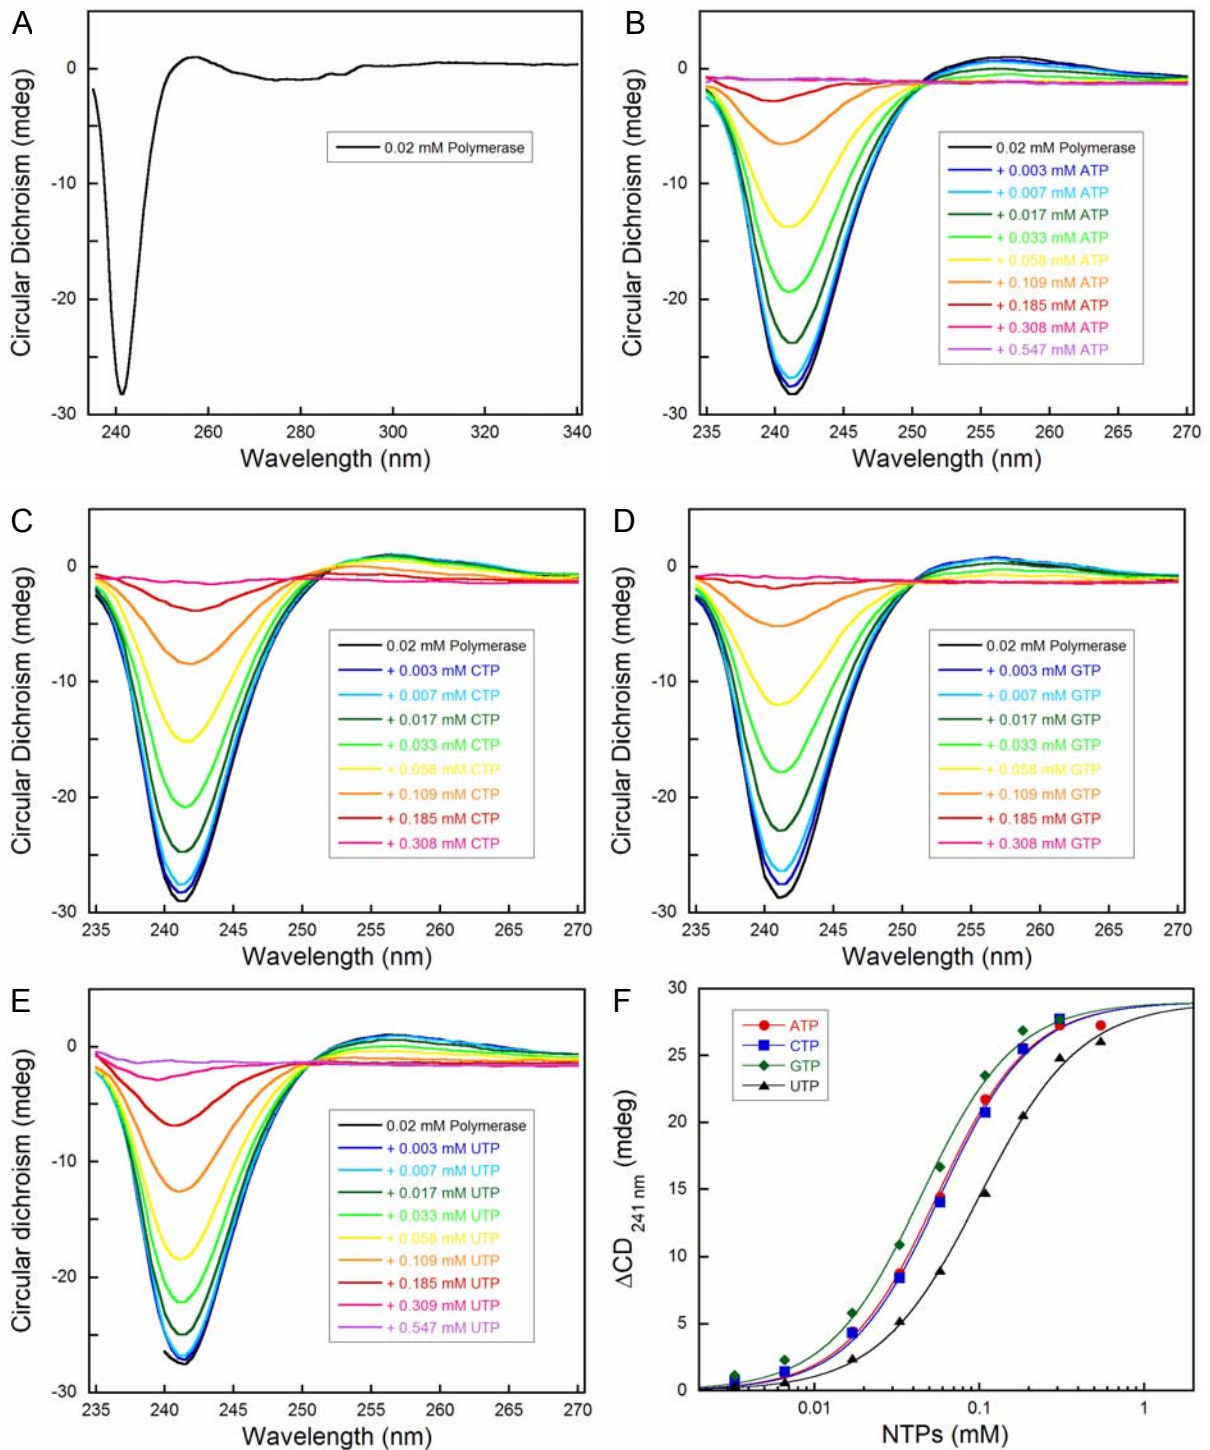 A
Circular Dichroism (mdeg)
0
-10
-20
-30
0.02 mM Polymerase
240
260
280
300
320
340
Wavelength (nm)
B
Circular Dichroism (mdeg)
0
-10
-20
-30
0.02 mM Polymerase
+ 0.003 mM ATP
+ 0.007 mM ATP
+ 0.017 mM ATP
+ 0.033 mM ATP
+ 0.058 mM ATP
+ 0.109 mM ATP
+ 0.185 mM ATP
+ 0.308 mM ATP
+ 0.547 mM ATP
235
240
245
250
255
260
265
270
Wavelength (nm)
C
Circular Dichroism (mdeg)
0
-10
-20
-30
0.02 mM Polymerase
+ 0.003 mM CTP
+ 0.007 mM CTP
+ 0.017 mM CTP
+ 0.033 mM CTP
+ 0.058 mM CTP
+ 0.109 mM CTP
+ 0.185 mM CTP
+ 0.308 mM CTP
235
240
245
250
255
260
265
270
Wavelength (nm)
D
Circular Dichroism (mdeg)
0
-10
-20
-30
0.02 mM Polymerase
+ 0.003 mM GTP
+ 0.007 mM GTP
+ 0.017 mM GTP
+ 0.033 mM GTP
+ 0.058 mM GTP
+ 0.109 mM GTP
+ 0.185 mM GTP
+ 0.308 mM GTP
235
240
245
250
255
260
265
270
Wavelength (nm)
E
Circular dichroism (mdeg)
0
-10
-20
-30
0.02 mM Polymerase
+ 0.003 mM UTP
+ 0.007 mM UTP
+ 0.017 mM UTP
+ 0.033 mM UTP
+ 0.058 mM UTP
+ 0.109 mM UTP
+ 0.185 mM UTP
+ 0.309 mM UTP
+ 0.547 mM UTP
235
240
245
250
255
260
265
270
Wavelength (nm)
F
ΔCD 241 nm (mdeg)
30
25
20
15
10
5
0
ATP
CTP
GTP
UTP
0.01
0.1
1
NTPs (mM)